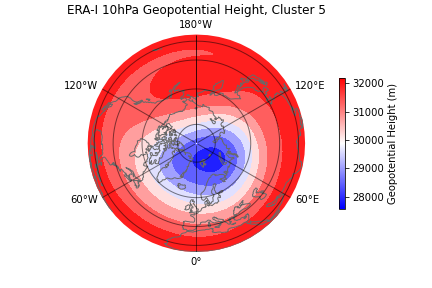 ERA-I 10hPa Geopotential Height, Cluster 5
180°W
120°W
120°E
60°W
60°E
0°
32000
31000
30000
29000
28000
Geopotential Height (m)